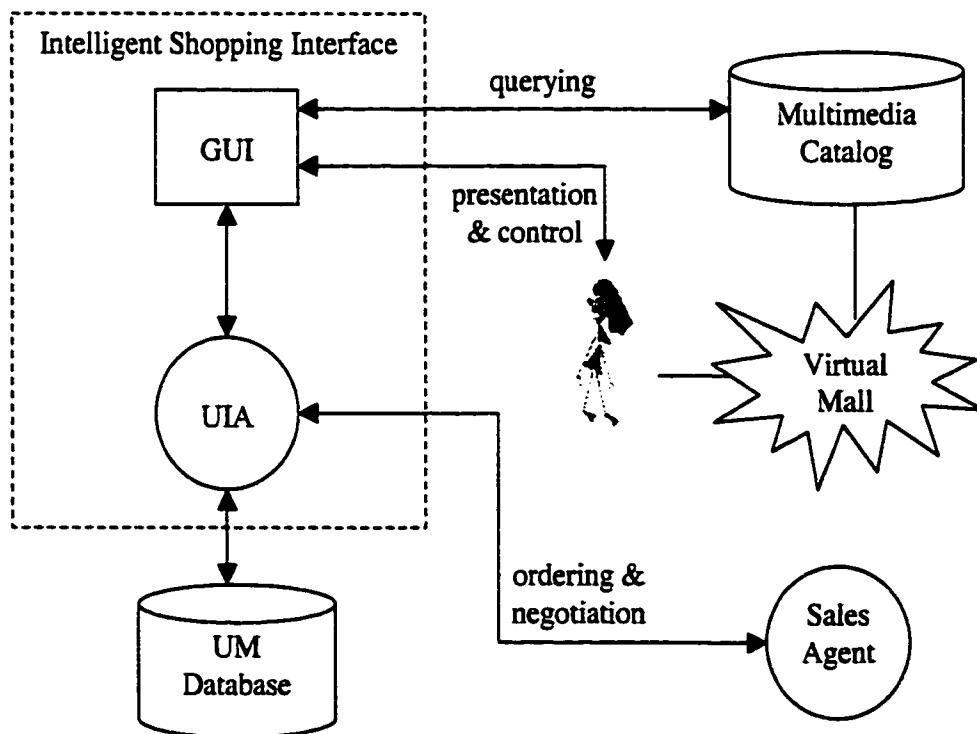 Intelligent Shopping Interface
GUI
querying
Multimedia
Catalog
presentation
& control
Virtual
Mall
UIA
ordering &
negotiation
Sales
Agent
UM
Database